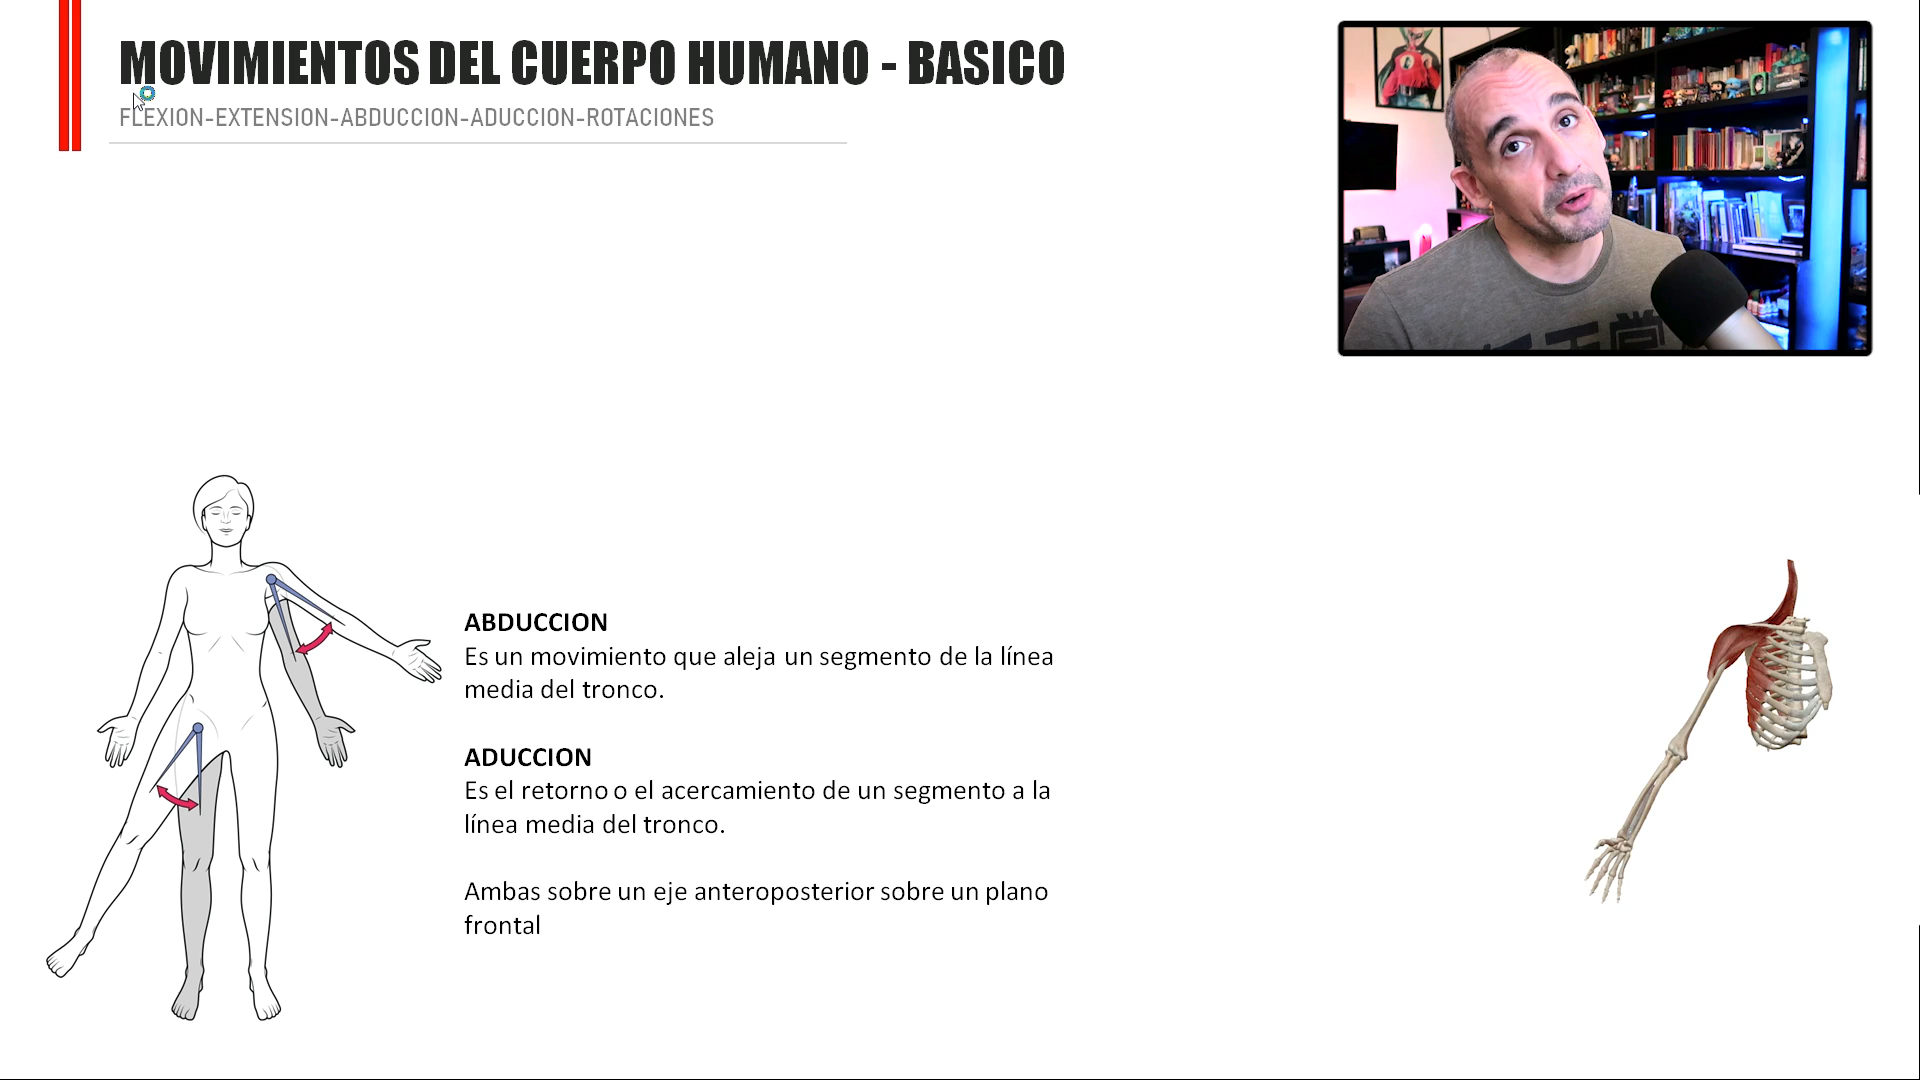 MOVIMIENTOS DEL CUERPO HUMANO - BASICO
FLEXION-EXTENSION-ABDUCCION-ADUCCION-ROTACIONES
ABDUCCION
Es un movimiento que aleja un segmento de la línea
media del tronco.
ADUCCION
Es el retorno o el acercamiento de un segmento a la
línea media del tronco.
Ambas sobre un eje anteroposterior sobre un plano
frontal